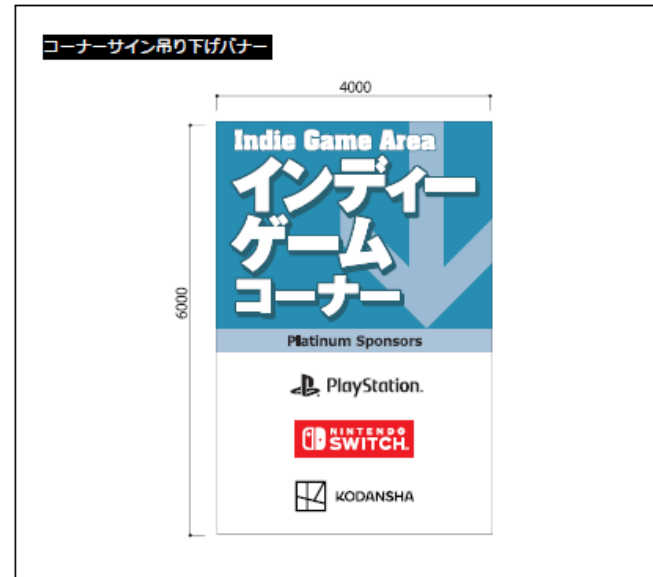 コーナーサイン吊り下げバナー
4000
6000
Indie Game Area
インディー
ゲーム
コーナー
Platinum Sponsors
PlayStation.
NINTENDO
SWITCH.
KODANSHA